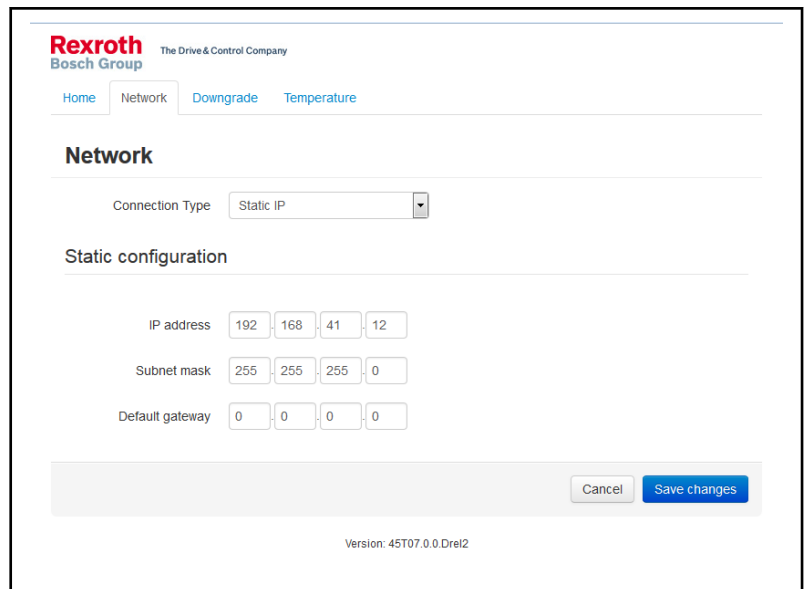 Rexroth The Drive & Control Company
Bosch Group
Home Network Downgrade Temperature
Network
Connection Type Static IP
Static configuration
IP address 192 . 168 . 41 . 12
Subnet mask 255 . 255 . 255 . 0
Default gateway 0 . 0 . 0 . 0
Cancel Save changes
Version: 45T07.0.0.Drel2